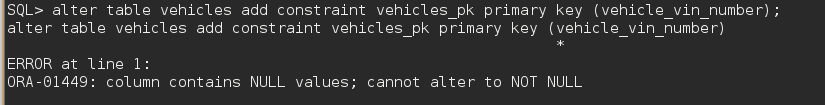 SQL> alter table vehicles add constraint vehicles_pk primary key (vehicle_vin_number);
alter table vehicles add constraint vehicles_pk primary key (vehicle_vin_number)
*
ERROR at line 1:
ORA-01449: column contains NULL values; cannot alter to NOT NULL